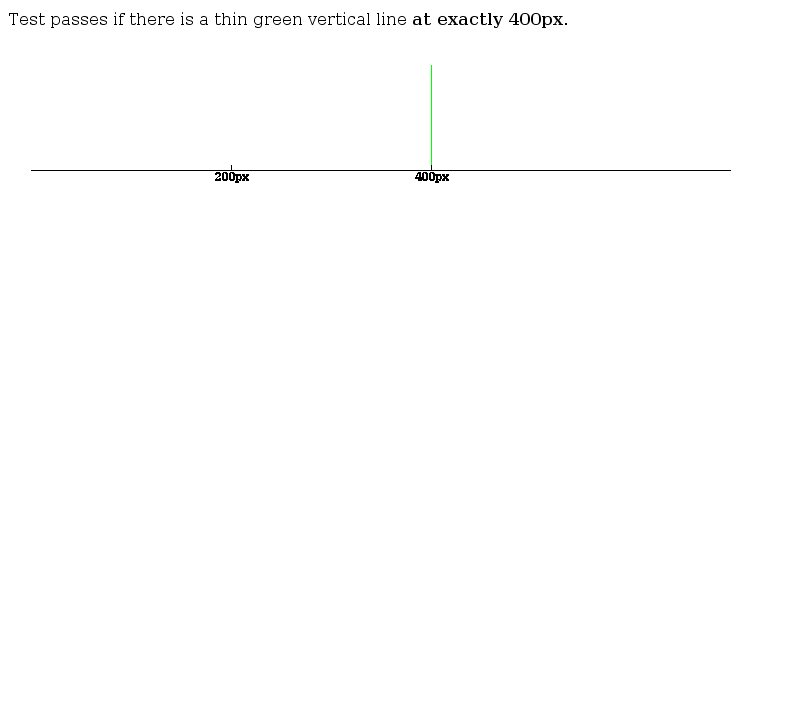 Test passes if there is a thin green vertical line at exactly 400px.
200px 400px